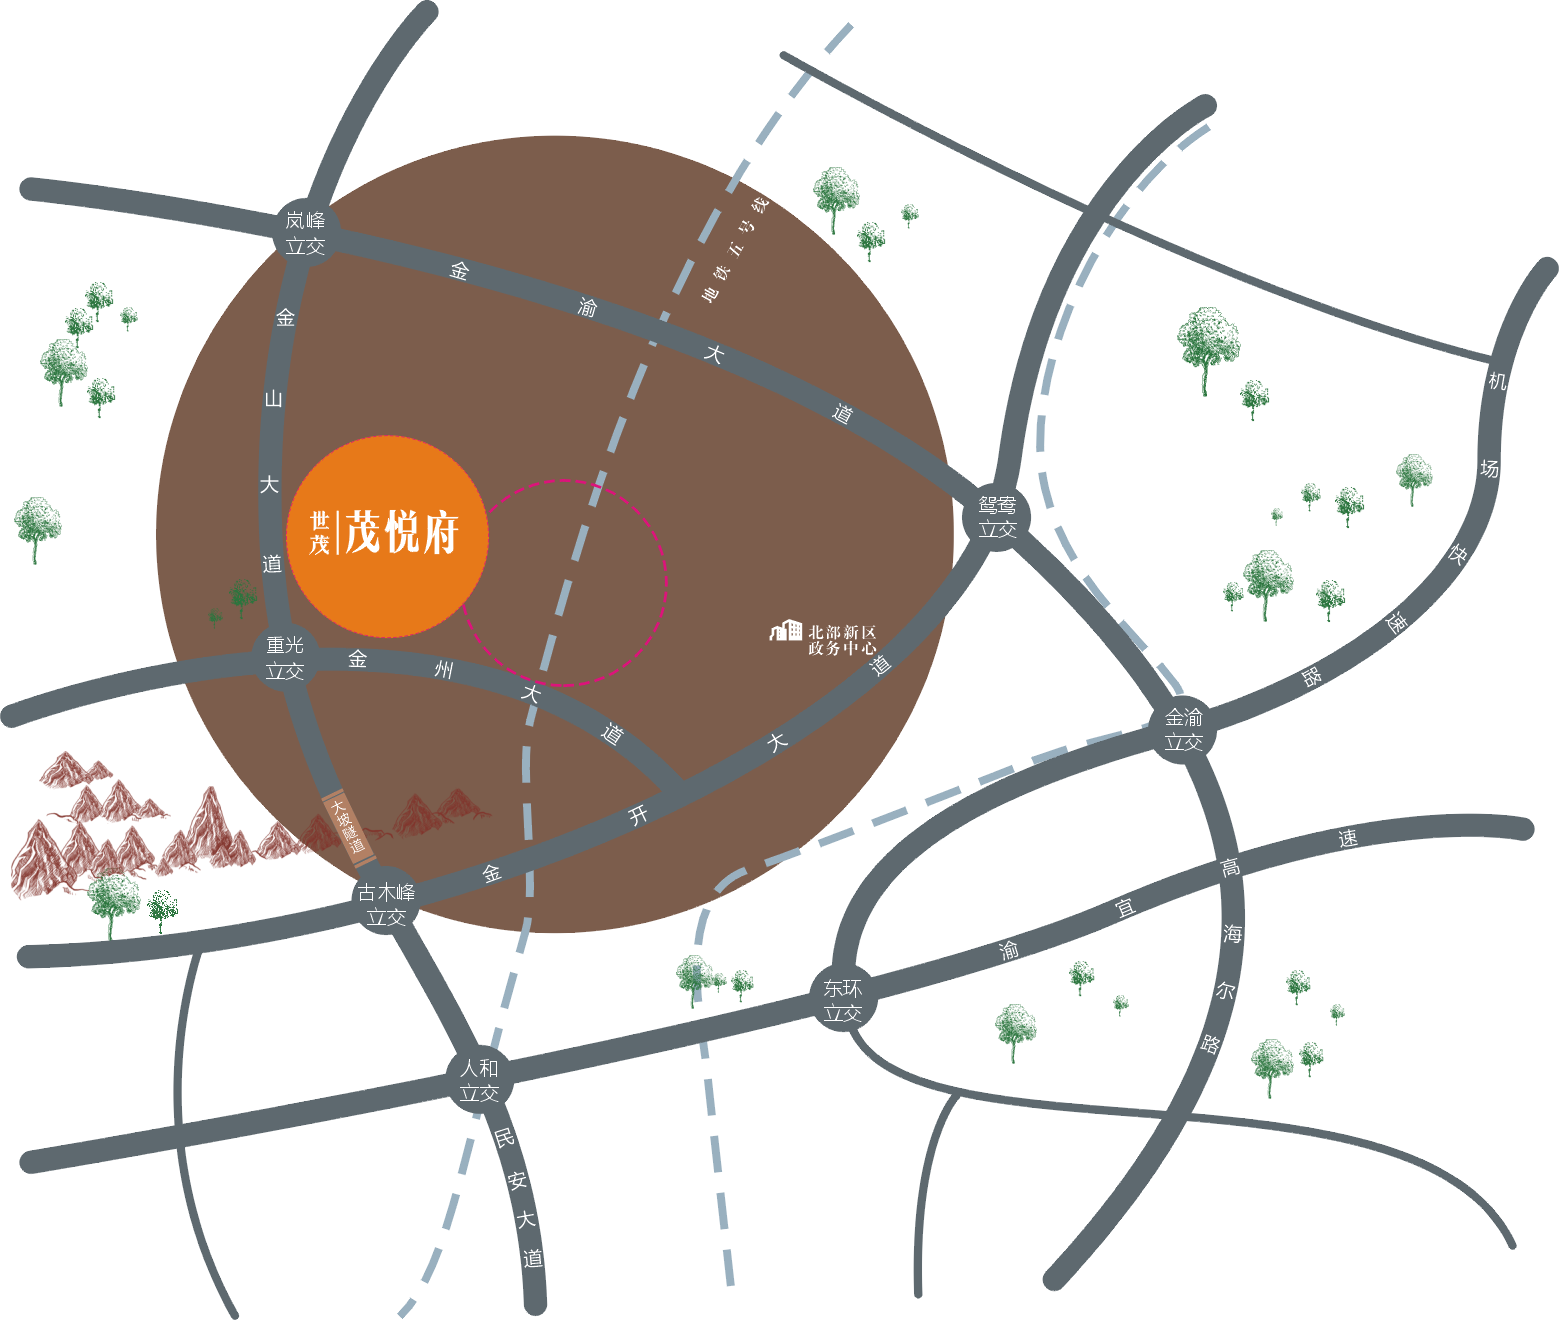 地铁五号线
岚峰
立交
金渝大道
金山大道
机场快速路
世茂
茂悦府
鸳鸯
立交
北部新区
政务中心
重光
立交
金州大道
金渝
立交
大坡隧道
金开大道
古木峰
立交
渝宜高速
海尔路
东环
立交
人和
立交
民安大道